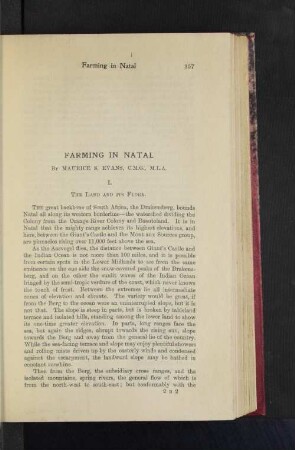 Farming in Natal 157
FARMING IN NATAL
By MAURICE S. EVANS, C.M.G., M.L.A.
I.
THE LAND AND ITS
THE great backbone of South Africa, the Drakensberg, bounds
Natal all along its western borderline—the watershed dividing the
Colony from the Orange River Colony and Basutoland. It is in
Natal that the mighty range achieves its highest elevation, and
here, between the Giant's Castle and the Mont aux Sources group,
are pinnacles rising over 11,000 feet above the sea.
As the flies, the distance between Giant's Castle and
the Indian Ocean is not more than 100 miles, and it is possible
from certain spots in the Lower Midlands to see from the same
eminence on the one side the snow-covered peaks of the Drakens-
berg, and on the other the exult waves of the Indian Ocean
fringed by the semi-tropic verdure of the coast, which never knows
the touch of frost. Between the extremes lie all intermediate
zones of elevation and climate. The variety would be great, if
from the Berg to the ocean were an uninterrupted slope, but it is
not that. The slope is steep in parts, but is broken by tableland
terrace and isolated hills, standing among the lower land to show
its one-time greater elevation. In parts, long ranges face the
sea, but again the ridges, always towards the rising sun, slope
towards the Berg and away from the general lie of the country.
While the sea-facing terrace and slope may enjoy plentiful showers
and rolling mists driven up by the easterly winds and condensed
against the escarpment, the landward slope may be bathed in
constant sunshine.
Then from the Berg, the subsidiary cross ranges, and the
isolated mountains, spring rivers, the general flow of which is
from the north-west to south-east; but conformably with the